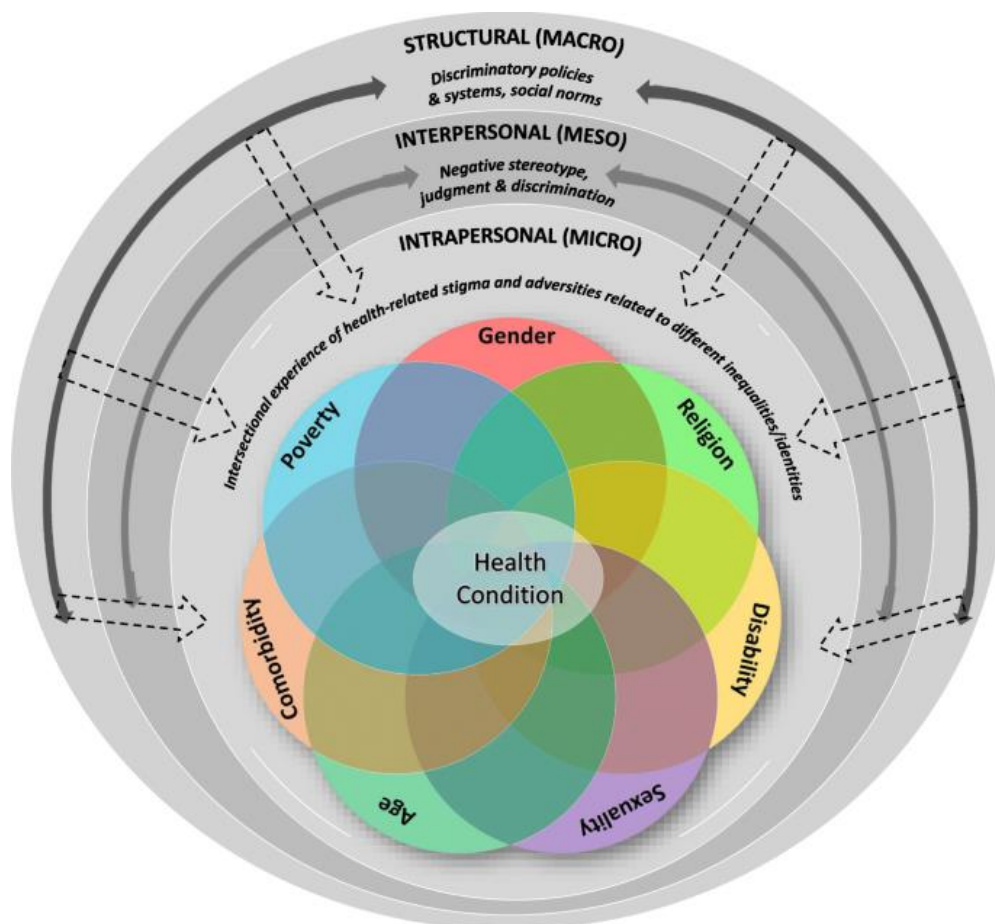 STRUCTURAL (MACRO)
Discriminatory policies
& systems, social norms
INTERPERSONAL (MESO)
Negative stereotype,
judgment & discrimination
INTRAPERSONAL (MICRO)
Intersectional experience of health-related stigma and adversities related to different inequalities/identities
Gender
Poverty
Religion
Health
Condition
Comorbidity
Disability
Age
Sexuality